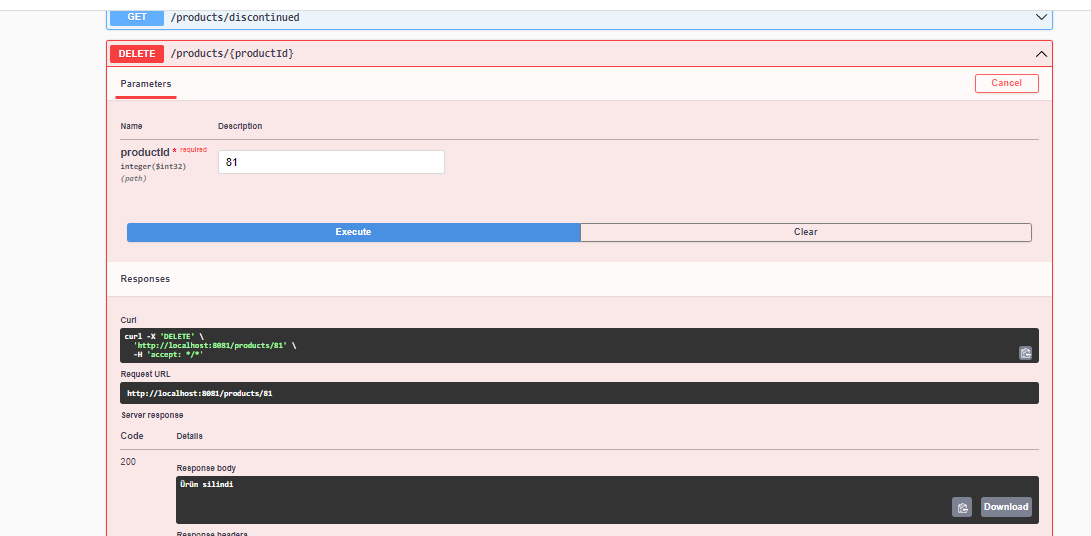 GET /products/discontinued
DELETE /products/{productId}
Parameters
Cancel
Name Description
productId * required
integer($int32)
(path)
81
Execute Clear
Responses
Curl
curl -X 'DELETE' \
'http://localhost:8081/products/81' \
-H 'accept: */*'
Request URL
http://localhost:8081/products/81
Server response
Code Details
200
Response body
Ürün silindi
Download
Response headers